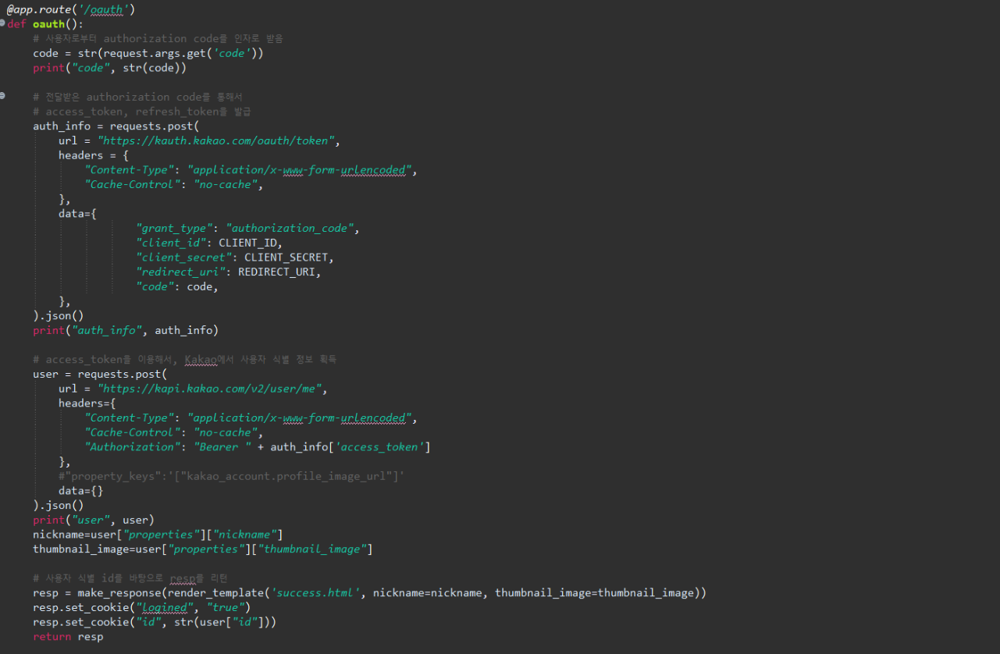 @app.route('/oauth')
def oauth():
    # 사용자로부터 authorization code를 인자로 받음
    code = str(request.args.get('code'))
    print("code", str(code))
    # 전달받은 authorization code를 통해서
    # access_token, refresh_token을 발급
    auth_info = requests.post(
        url = "https://kauth.kakao.com/oauth/token",
        headers = {
            "Content-Type": "application/x-www-form-urlencoded",
            "Cache-Control": "no-cache",
        },
        data={
                    "grant_type": "authorization_code",
                    "client_id": CLIENT_ID,
                    "client_secret": CLIENT_SECRET,
                    "redirect_uri": REDIRECT_URI,
                    "code": code,
        },
    ).json()
    print("auth_info", auth_info)
    # access_token을 이용해서, Kakao에서 사용자 식별 정보 획득
    user = requests.post(
        url = "https://kapi.kakao.com/v2/user/me",
        headers={
            "Content-Type": "application/x-www-form-urlencoded",
            "Cache-Control": "no-cache",
            "Authorization": "Bearer " + auth_info['access_token']
        },
        #"property_keys":'["kakao_account.profile_image_url"]'
        data={}
    ).json()
    print("user", user)
    nickname=user["properties"]["nickname"]
    thumbnail_image=user["properties"]["thumbnail_image"]
    # 사용자 식별 id를 바탕으로 resp를 리턴
    resp = make_response(render_template('success.html', nickname=nickname, thumbnail_image=thumbnail_image))
    resp.set_cookie("logined", "true")
    resp.set_cookie("id", str(user["id"]))
    return resp